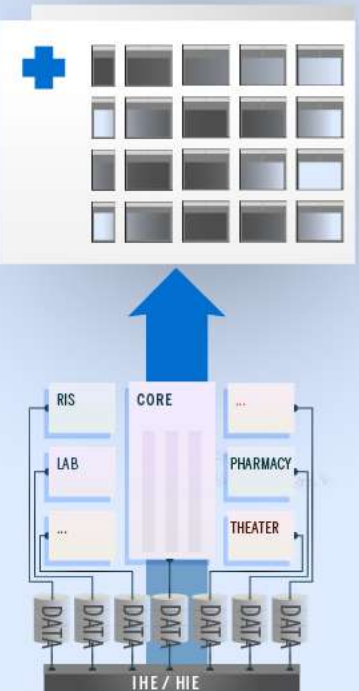 RIS
CORE
...
LAB
PHARMACY
...
THEATER
DATA
DATA
DATA
DATA
DATA
DATA
DATA
IHE / HIE